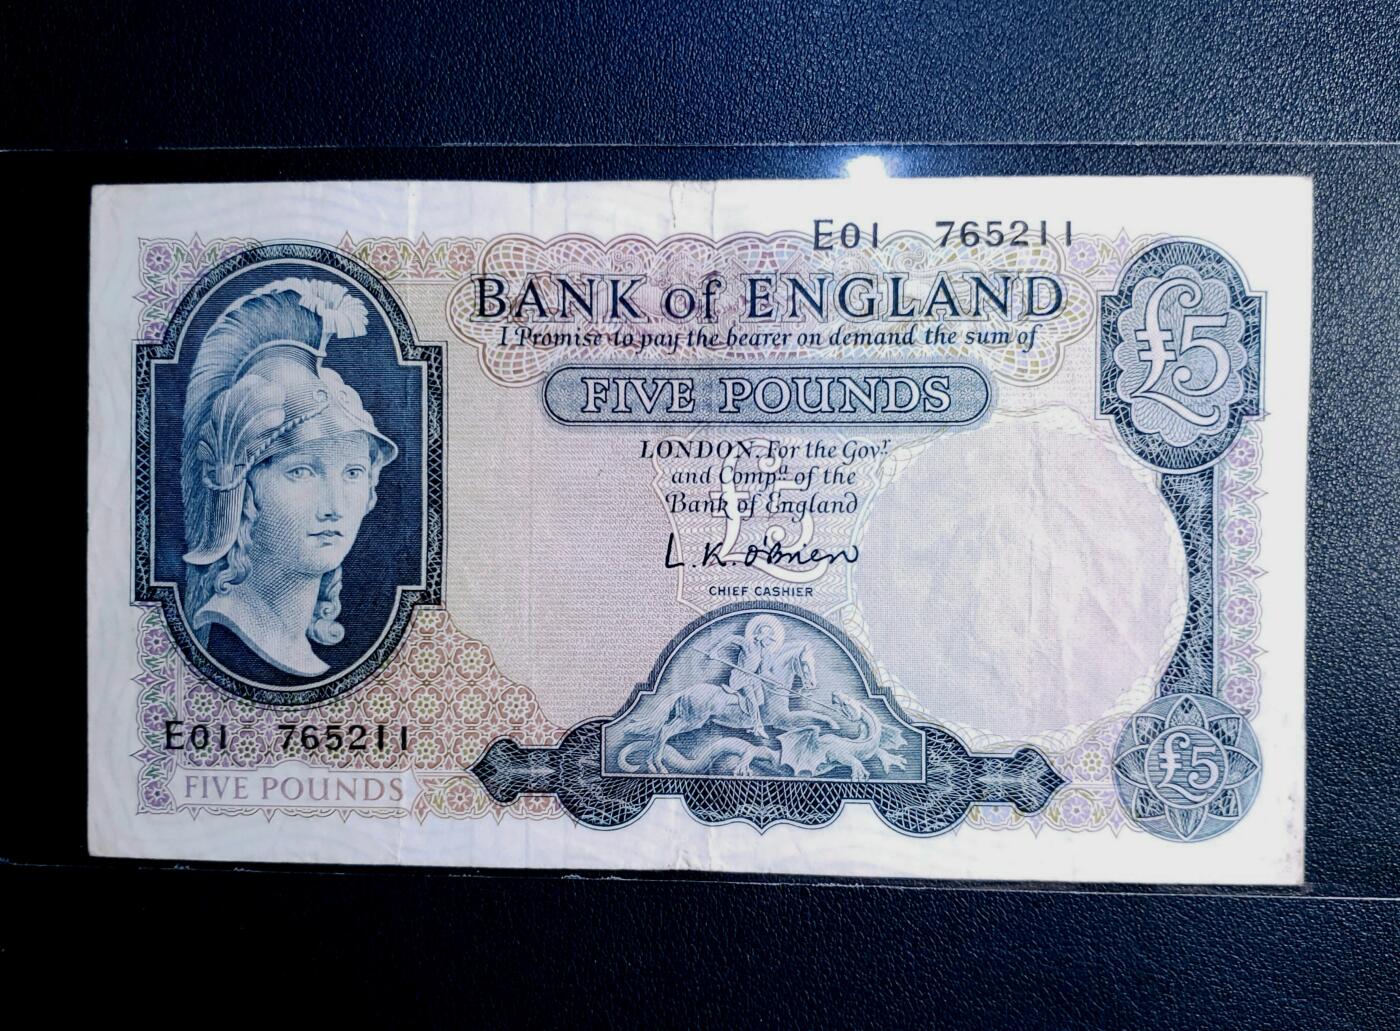 E01 765211
BANK of ENGLAND
£5
I Promise to pay the bearer on demand the sum of
FIVE POUNDS
LONDON. For the Govr.
and Compa. of the
Bank of England
£5
L. K. O'Brien
CHIEF CASHIER
E01 765211
FIVE POUNDS
£5